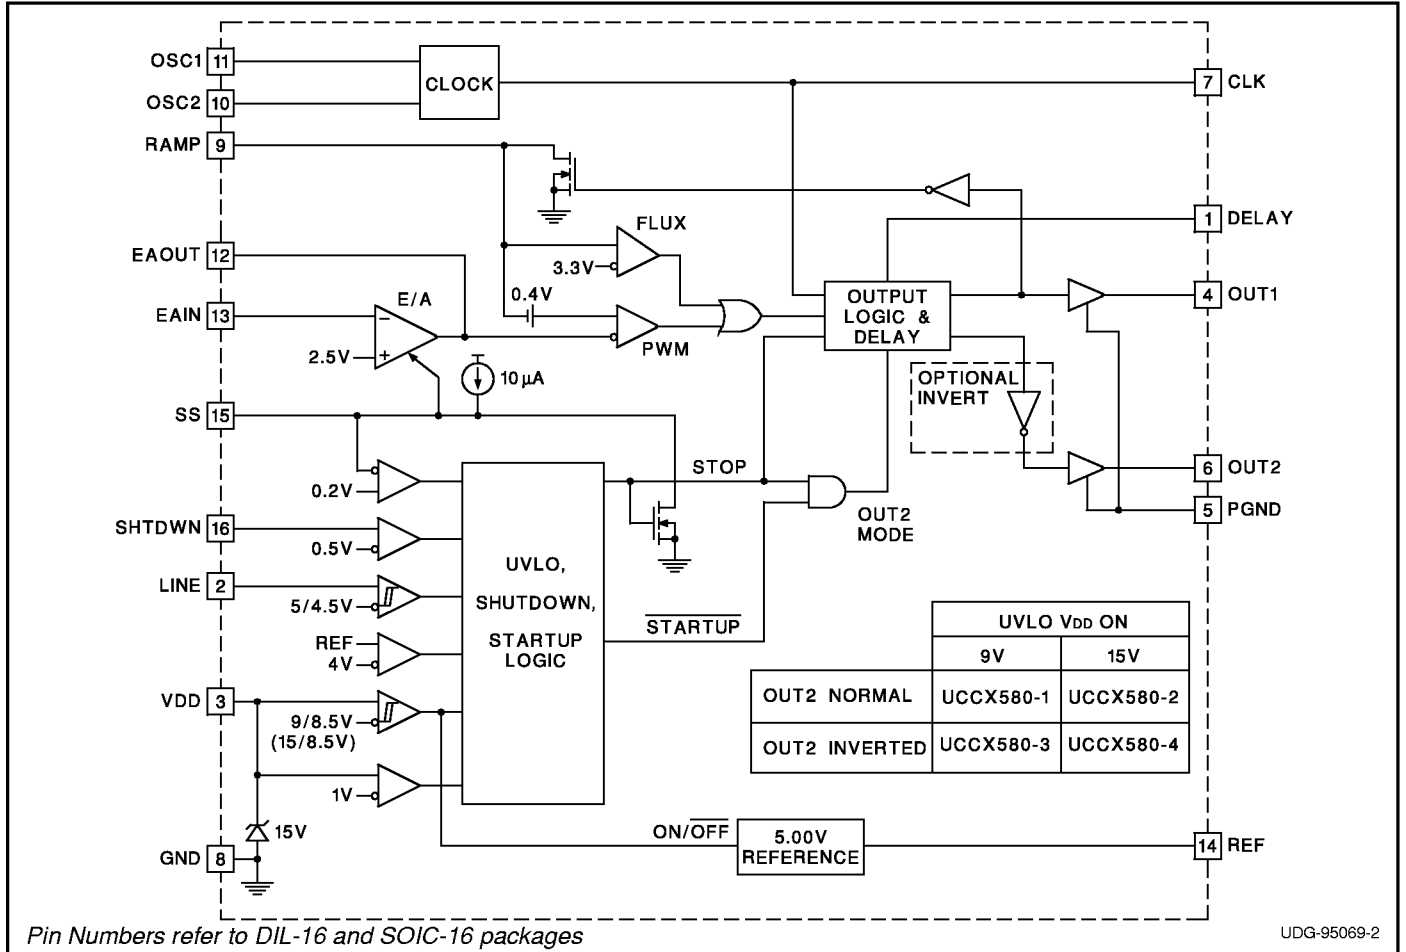 OSC1 11
CLOCK
7 CLK
OSC2 10
RAMP 9
1 DELAY
FLUX
EAOUT 12
3.3V
E/A
0.4V
OUTPUT
LOGIC &
DELAY
4 OUT1
EAIN 13
2.5V
+
−
PWM
10 µA
OPTIONAL
INVERT
SS 15
STOP
6 OUT2
0.2V
5 PGND
OUT2
MODE
SHTDWN 16
0.5V
UVLO,
SHUTDOWN,
STARTUP
LOGIC
LINE 2
5/4.5V
STARTUP
REF
4V
UVLO VDD ON
9V 15V
OUT2 NORMAL UCCX580-1 UCCX580-2
OUT2 INVERTED UCCX580-3 UCCX580-4
VDD 3
9/8.5V
(15/8.5V)
1V
15V
ON/OFF
5.00V
REFERENCE
14 REF
GND 8
Pin Numbers refer to DIL-16 and SOIC-16 packages
UDG-95069-2